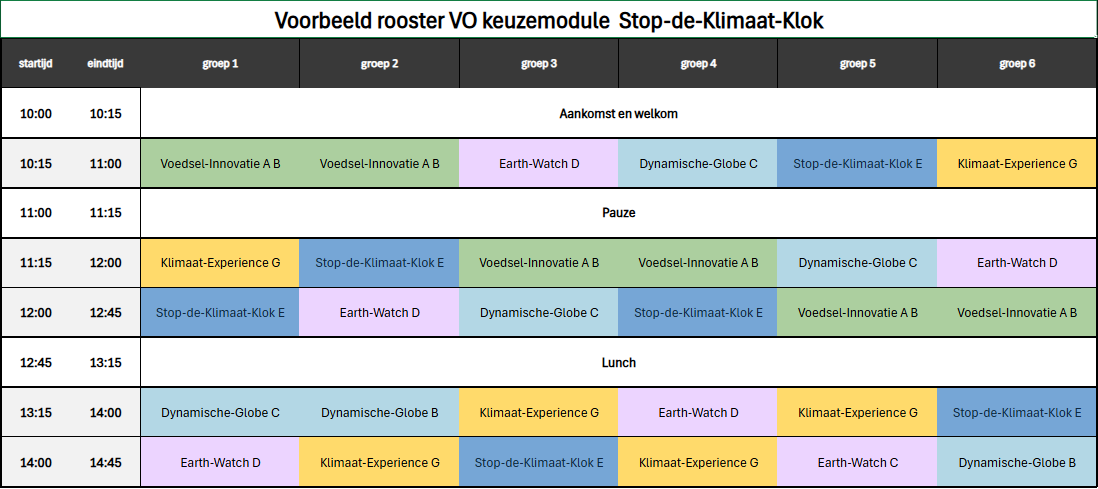 Voorbeeld rooster VO keuzemodule Stop-de-Klimaat-Klok
startijd eindtijd groep 1 groep 2 groep 3 groep 4 groep 5 groep 6
10:00 10:15 Aankomst en welkom
10:15 11:00 Voedsel-Innovatie A B Voedsel-Innovatie A B Earth-Watch D Dynamische-Globe C Stop-de-Klimaat-Klok E Klimaat-Experience G
11:00 11:15 Pauze
11:15 12:00 Klimaat-Experience G Stop-de-Klimaat-Klok E Voedsel-Innovatie A B Voedsel-Innovatie A B Dynamische-Globe C Earth-Watch D
12:00 12:45 Stop-de-Klimaat-Klok E Earth-Watch D Dynamische-Globe C Stop-de-Klimaat-Klok E Voedsel-Innovatie A B Voedsel-Innovatie A B
12:45 13:15 Lunch
13:15 14:00 Dynamische-Globe C Dynamische-Globe B Klimaat-Experience G Earth-Watch D Klimaat-Experience G Stop-de-Klimaat-Klok E
14:00 14:45 Earth-Watch D Klimaat-Experience G Stop-de-Klimaat-Klok E Klimaat-Experience G Earth-Watch C Dynamische-Globe B